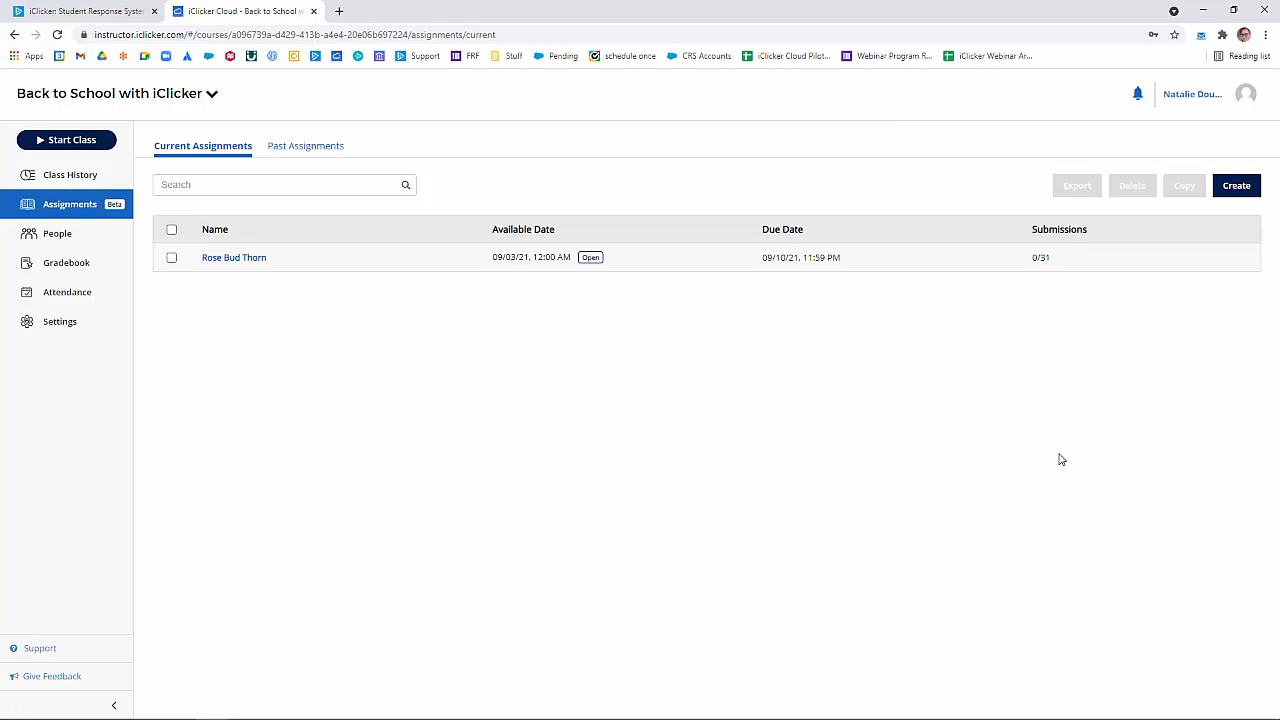 iClicker: Student Response Syste
iClicker Cloud - Back to School w
instructor.iclicker.com/#/courses/a096739a-d429-413b-a4e4-20e06b697224/assignments/current
Apps
Support
FRF
Stuff
Pending
schedule once
CRS Accounts
iClicker Cloud Pilot...
Webinar Program R...
iClicker Webinar Ar...
Reading list
Back to School with iClicker
Natalie Dou...
Start Class
Class History
Assignments Beta
People
Gradebook
Attendance
Settings
Current Assignments Past Assignments
Search
Export Delete Copy Create
Name Available Date Due Date Submissions
Rose Bud Thorn 09/03/21, 12:00 AM Open 09/10/21, 11:59 PM 0/31
Support
Give Feedback